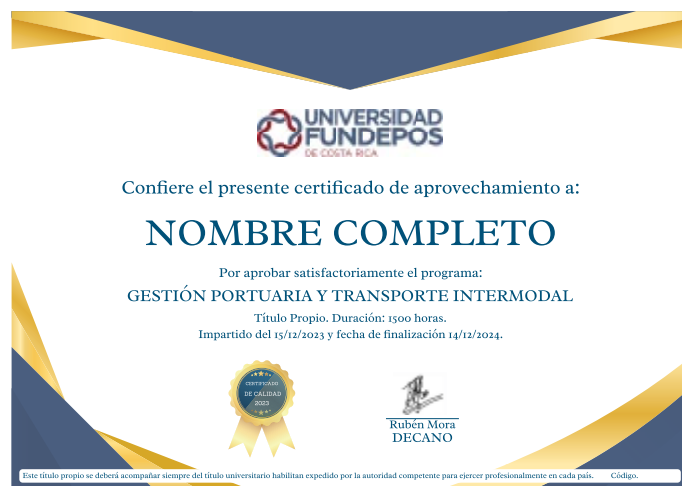 UNIVERSIDAD
FUNDEPOS
DE COSTA RICA
Confiere el presente certificado de aprovechamiento a:
NOMBRE COMPLETO
Por aprobar satisfactoriamente el programa:
GESTIÓN PORTUARIA Y TRANSPORTE INTERMODAL
Título Propio. Duración: 1500 horas.
Impartido del 15/12/2023 y fecha de finalización 14/12/2024.
CERTIFICADO
DE CALIDAD
2023
Rubén Mora
DECANO
Este título propio se deberá acompañar siempre del título universitario habilitan expedido por la autoridad competente para ejercer profesionalmente en cada país. Código.